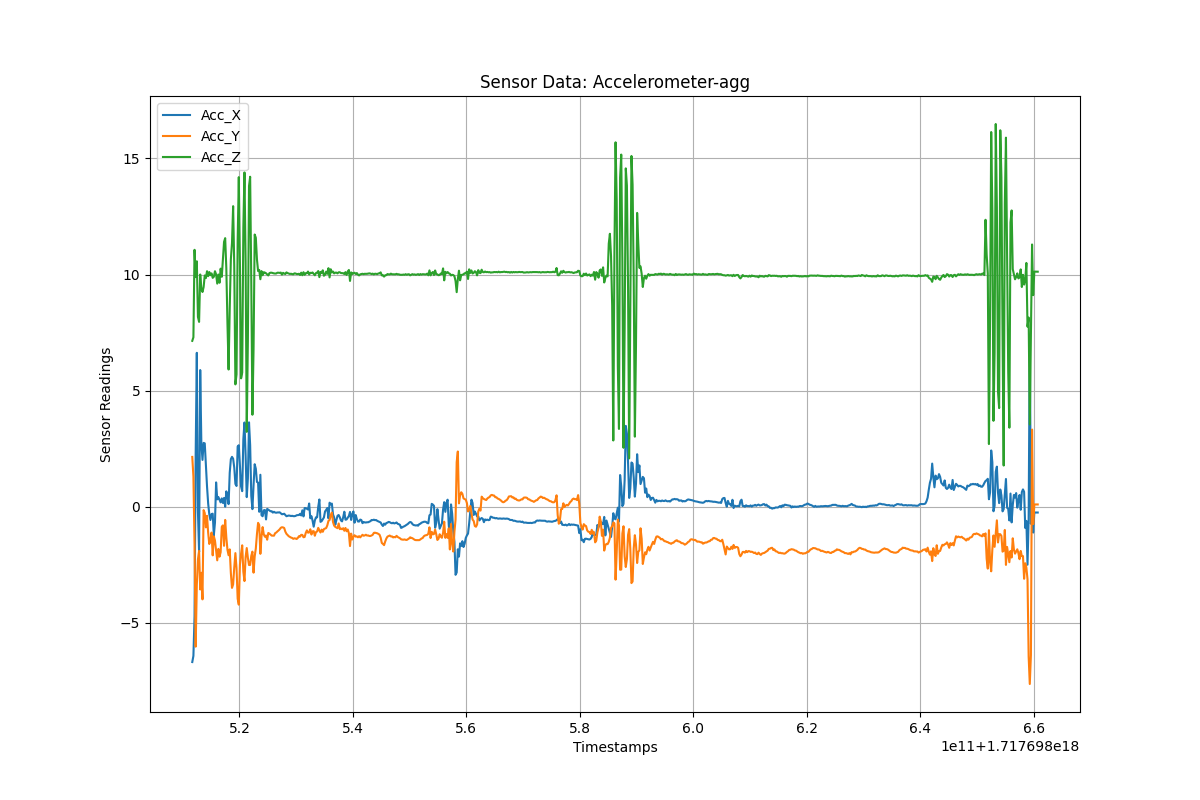 Sensor Data: Accelerometer-agg
Acc_X
Acc_Y
Acc_Z
15
10
5
0
−5
Sensor Readings
5.2 5.4 5.6 5.8 6.0 6.2 6.4 6.6
Timestamps
1e11+1.717698e18